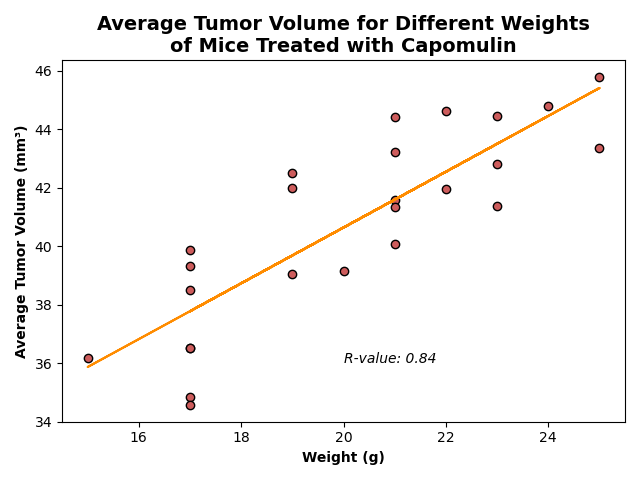 Average Tumor Volume for Different Weights
of Mice Treated with Capomulin
46
44
42
40
38
36
34
Average Tumor Volume (mm³)
R-value: 0.84
16 18 20 22 24
Weight (g)